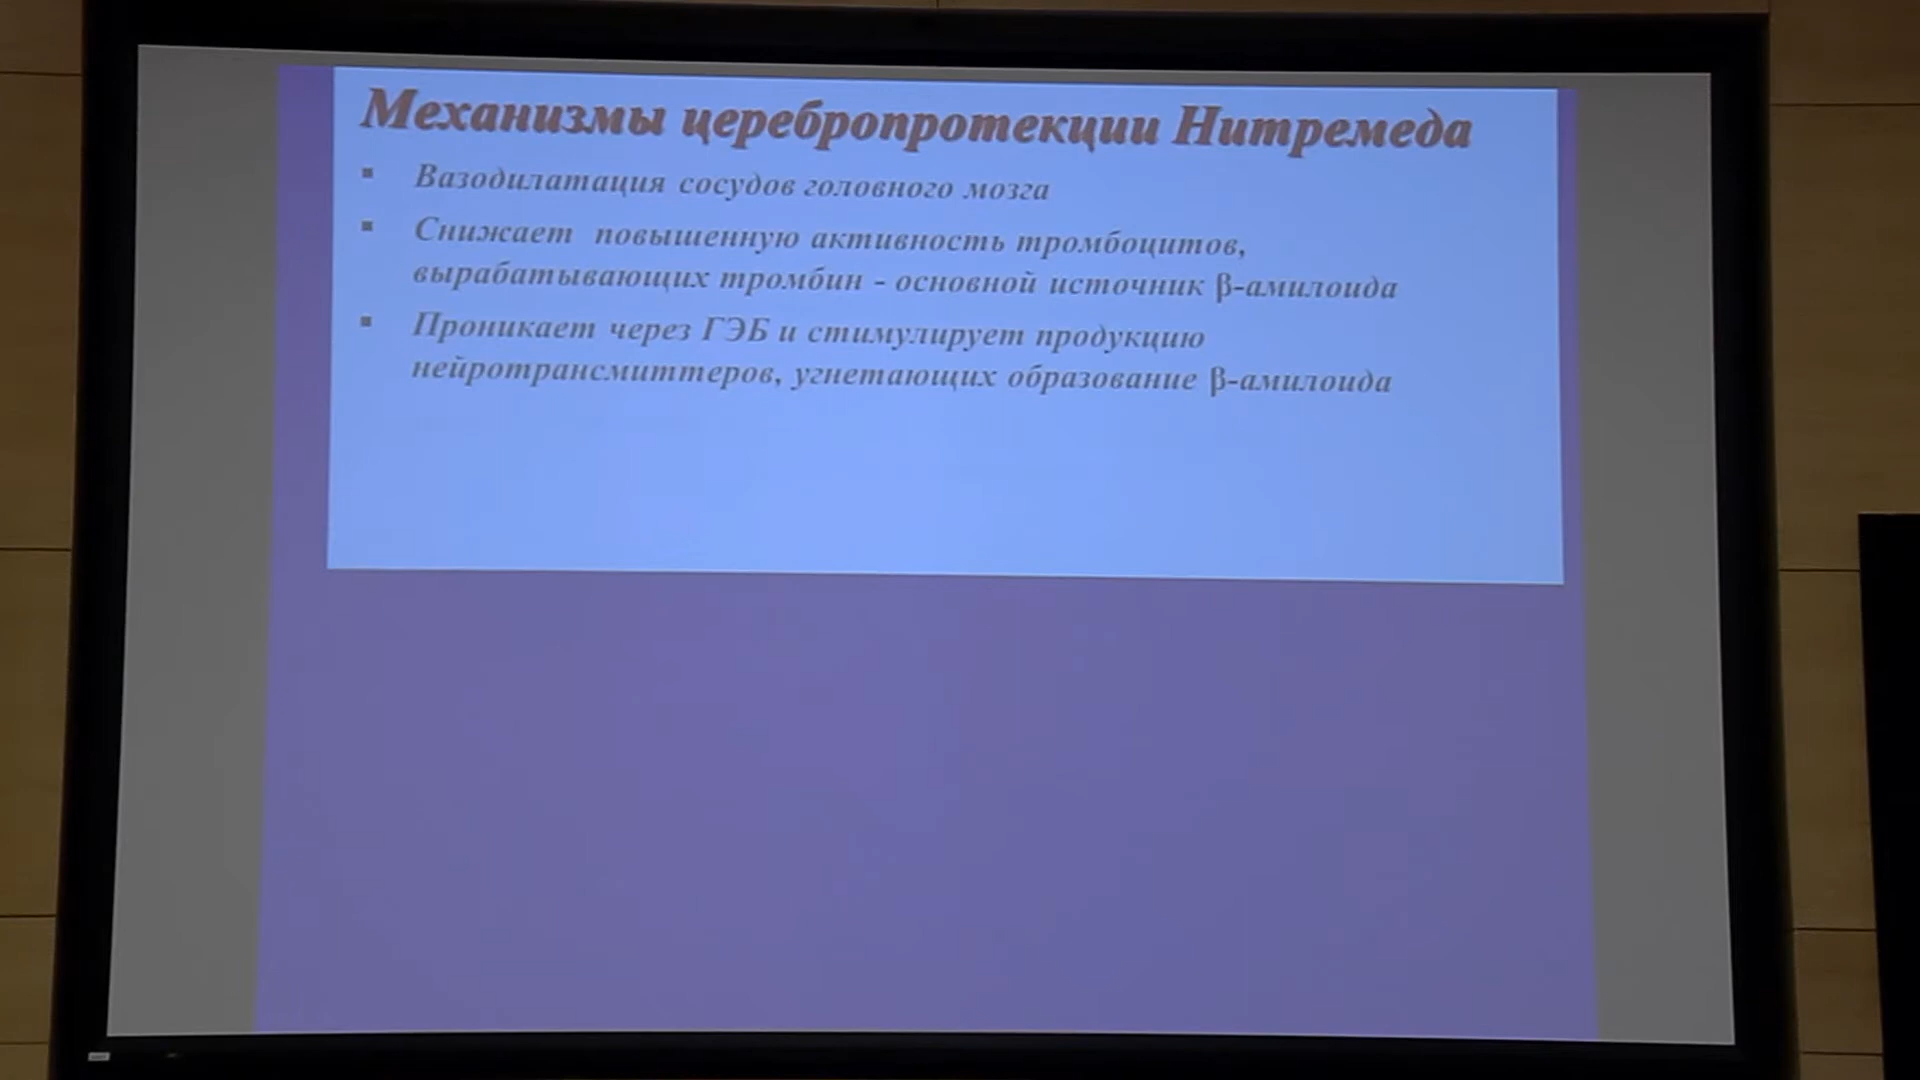 Механизмы церебропротекции Нитремеда
▪ Вазодилатация сосудов головного мозга
▪ Снижает повышенную активность тромбоцитов,
вырабатывающих тромбин - основной источник β-амилоида
▪ Проникает через ГЭБ и стимулирует продукцию
нейротрансмиттеров, угнетающих образование β-амилоида